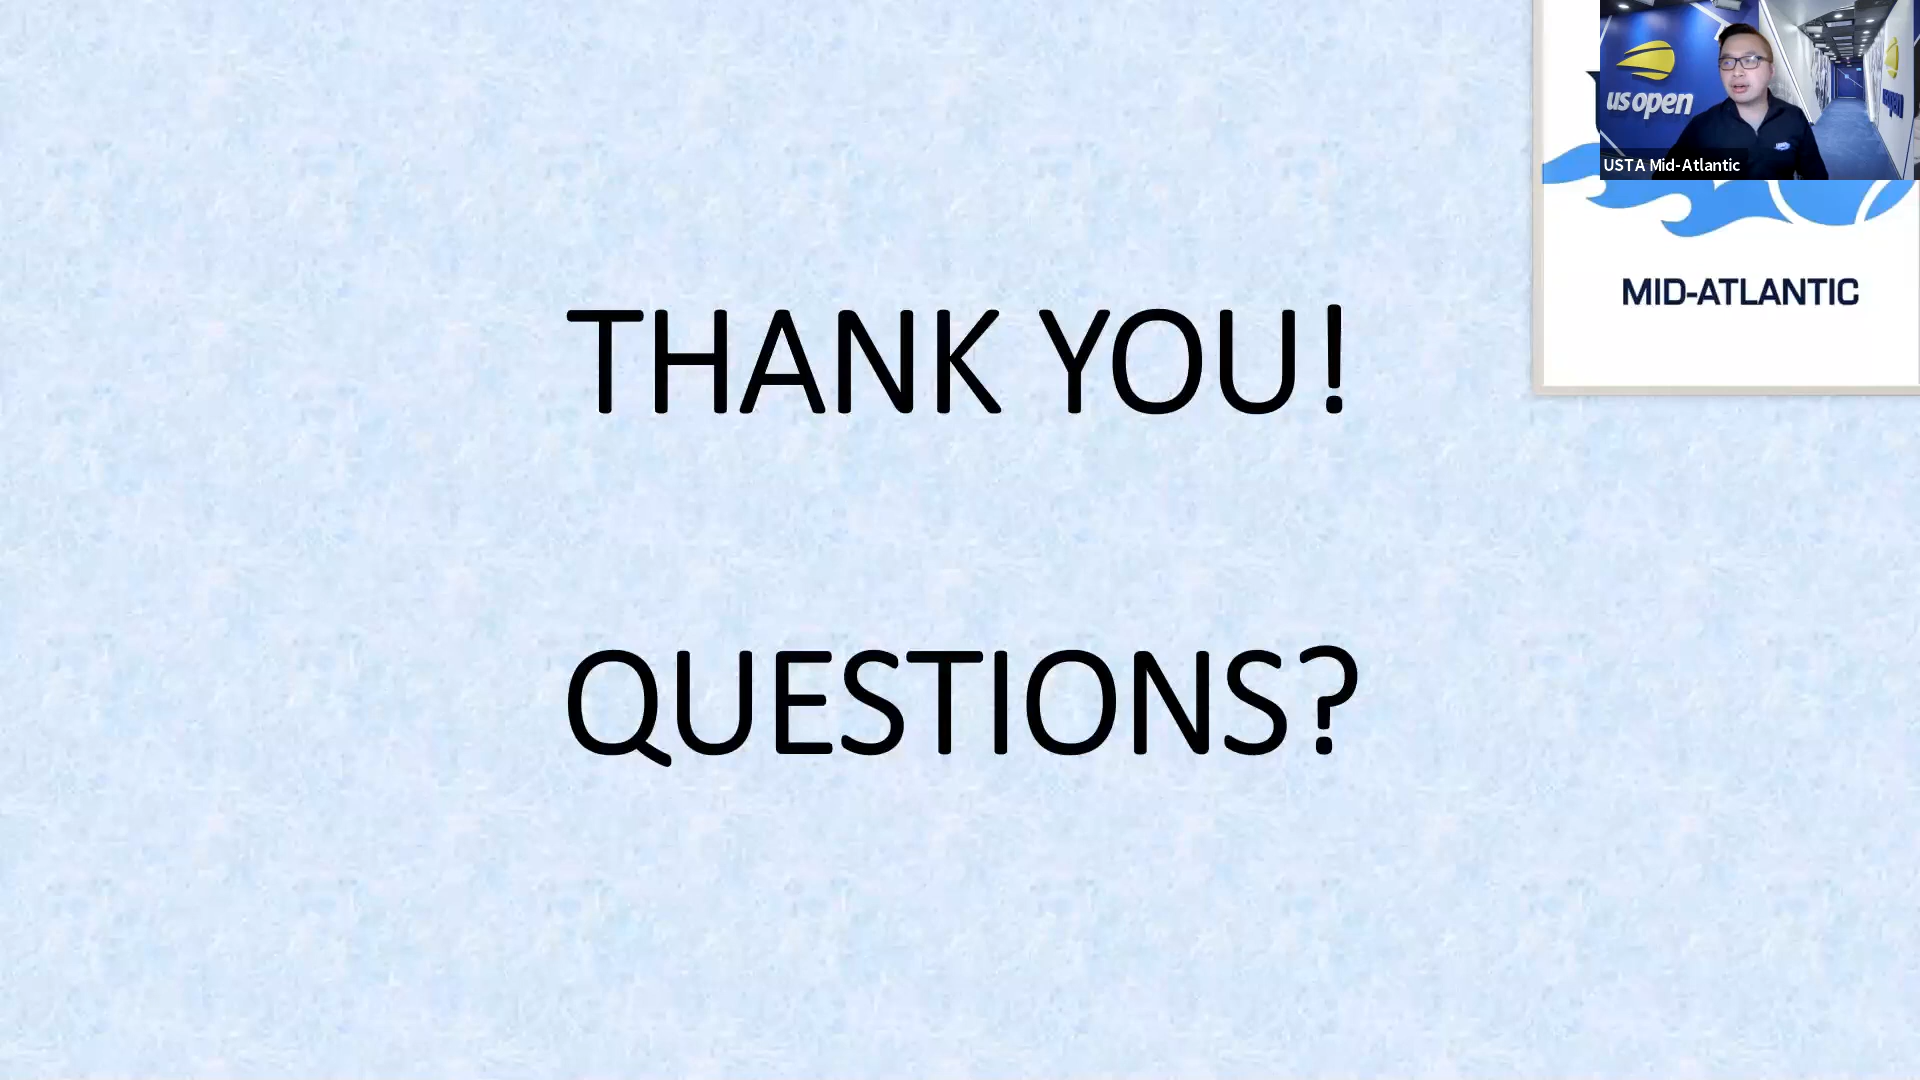 us open
USTA Mid-Atlantic
MID-ATLANTIC
THANK YOU!
QUESTIONS?